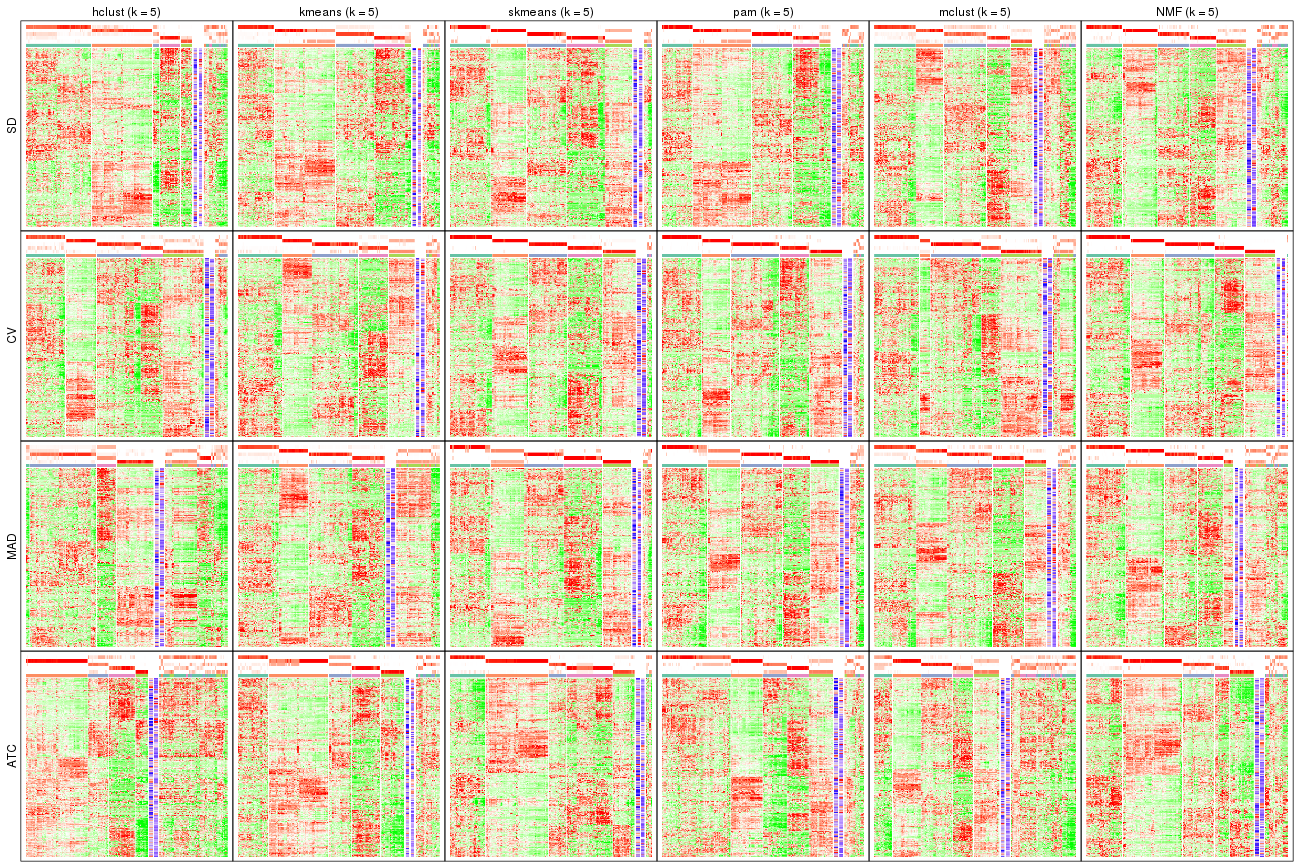 hclust (k = 5) kmeans (k = 5) skmeans (k = 5) pam (k = 5) mclust (k = 5) NMF (k = 5)
SD
CV
MAD
ATC